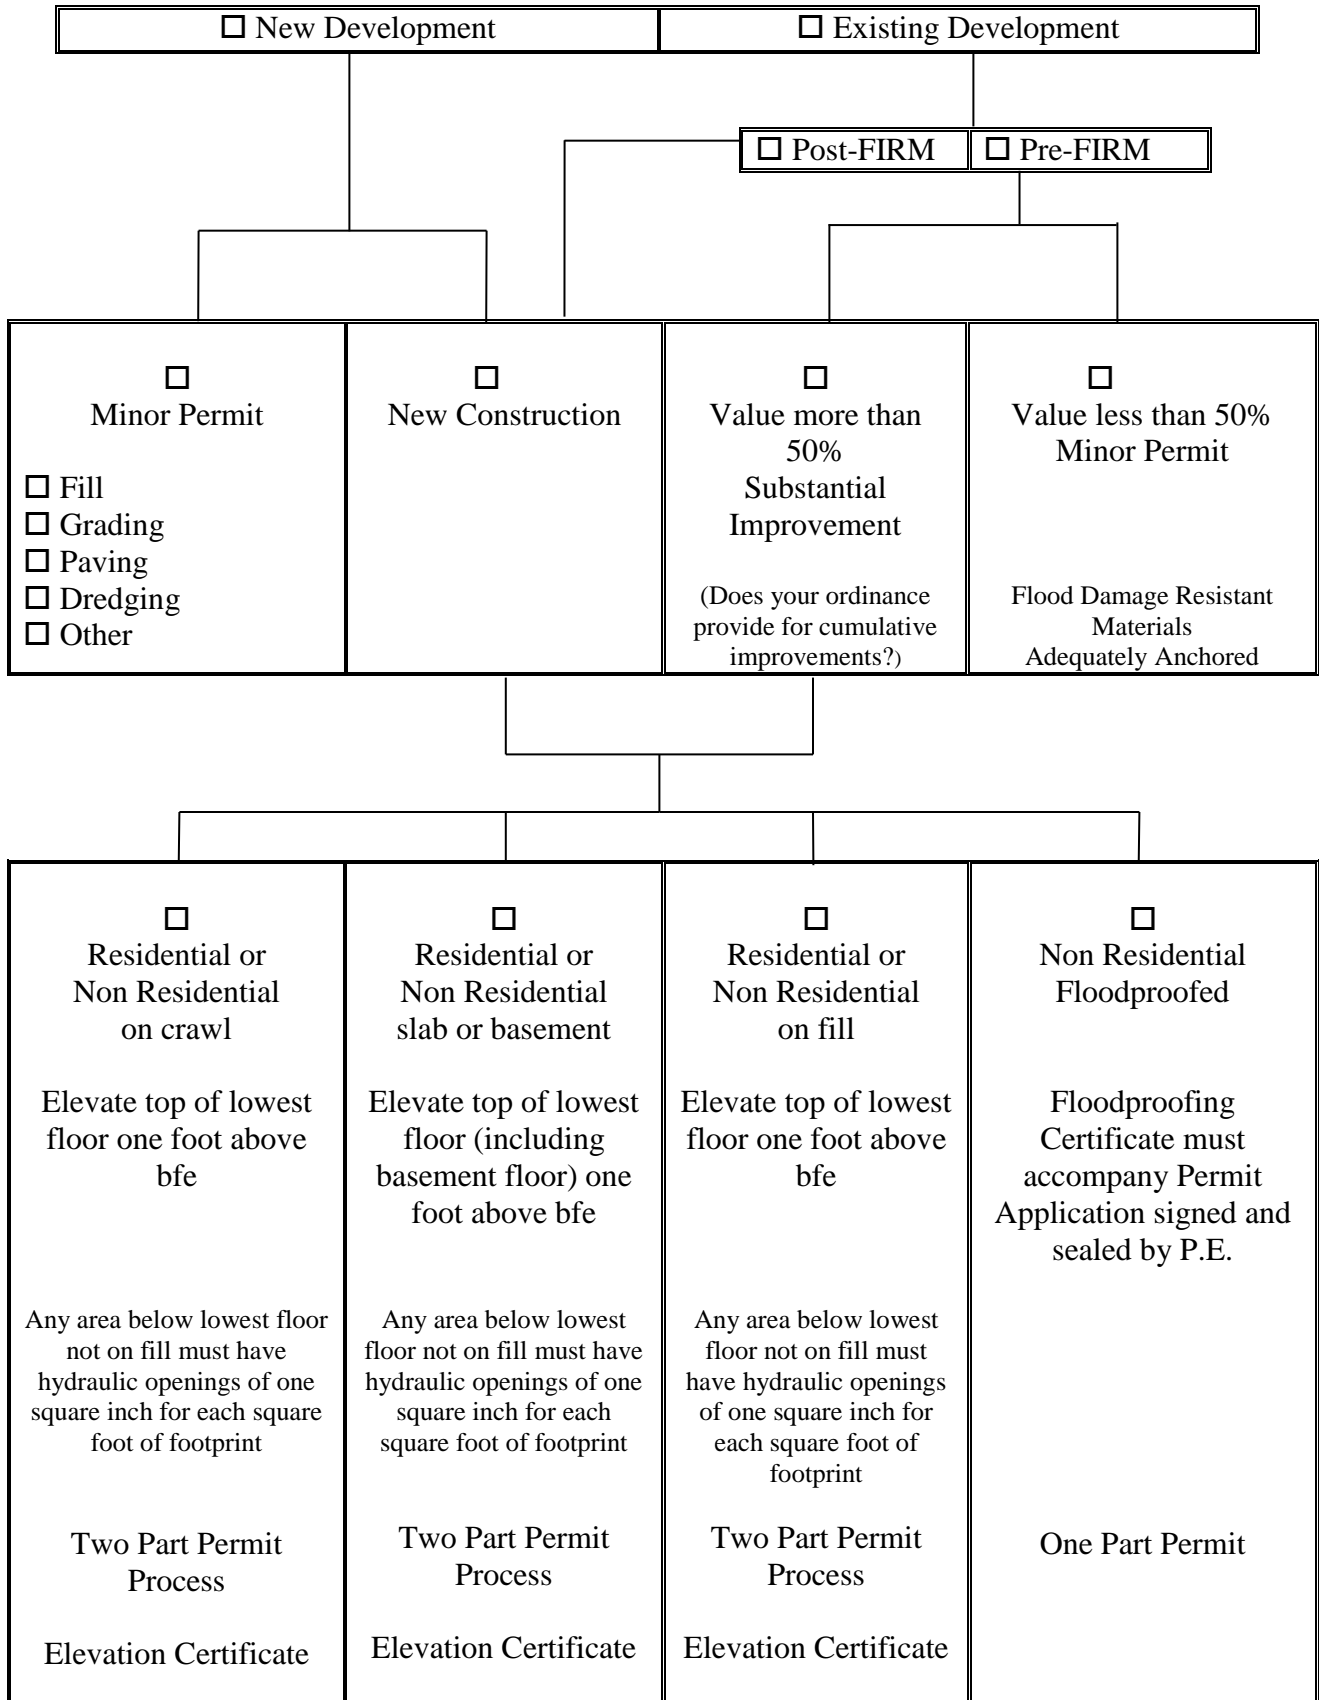 ☐ New Development
☐ Existing Development
☐ Post-FIRM
☐ Pre-FIRM
☐
Minor Permit
☐ Fill
☐ Grading
☐ Paving
☐ Dredging
☐ Other
☐
New Construction
☐
Value more than
50%
Substantial
Improvement
(Does your ordinance
provide for cumulative
improvements?)
☐
Value less than 50%
Minor Permit
Flood Damage Resistant
Materials
Adequately Anchored
☐
Residential or
Non Residential
on crawl
Elevate top of lowest
floor one foot above
bfe
Any area below lowest floor
not on fill must have
hydraulic openings of one
square inch for each square
foot of footprint
Two Part Permit
Process
Elevation Certificate
☐
Residential or
Non Residential
slab or basement
Elevate top of lowest
floor (including
basement floor) one
foot above bfe
Any area below lowest
floor not on fill must have
hydraulic openings of one
square inch for each
square foot of footprint
Two Part Permit
Process
Elevation Certificate
☐
Residential or
Non Residential
on fill
Elevate top of lowest
floor one foot above
bfe
Any area below lowest
floor not on fill must
have hydraulic openings
of one square inch for
each square foot of
footprint
Two Part Permit
Process
Elevation Certificate
☐
Non Residential
Floodproofed
Floodproofing
Certificate must
accompany Permit
Application signed and
sealed by P.E.
One Part Permit